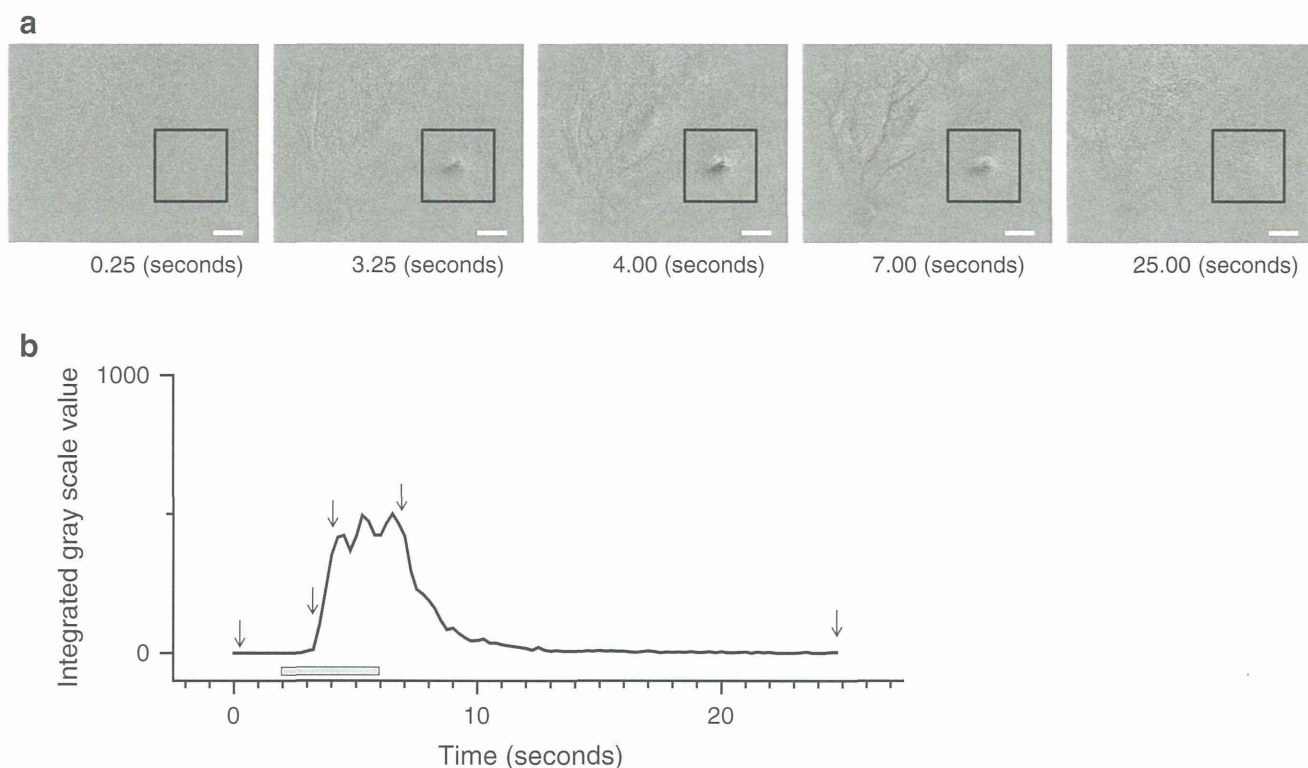 a
0.25 (seconds) 3.25 (seconds) 4.00 (seconds) 7.00 (seconds) 25.00 (seconds)
b
Integrated gray scale value
1000
0
0 10 20
Time (seconds)